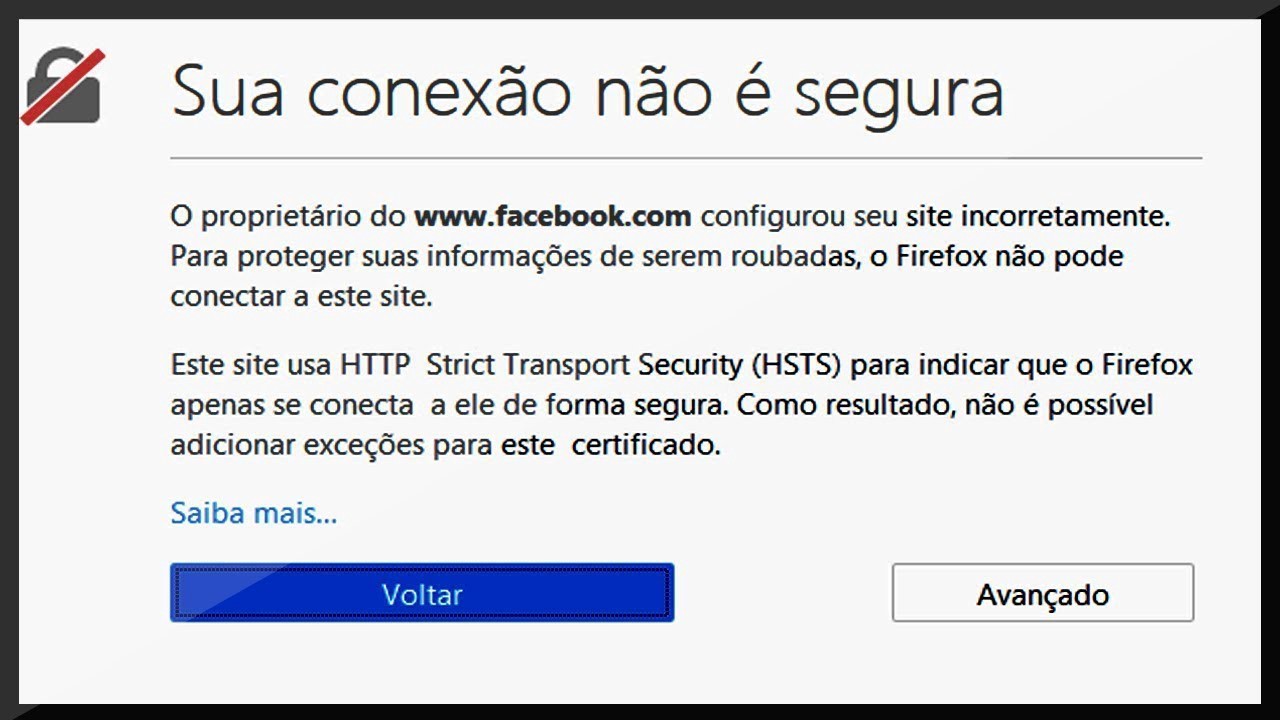 Sua conexão não é segura
O proprietário do www.facebook.com configurou seu site incorretamente.
Para proteger suas informações de serem roubadas, o Firefox não pode
conectar a este site.
Este site usa HTTP Strict Transport Security (HSTS) para indicar que o Firefox
apenas se conecta a ele de forma segura. Como resultado, não é possível
adicionar exceções para este certificado.
Saiba mais...
Voltar
Avançado